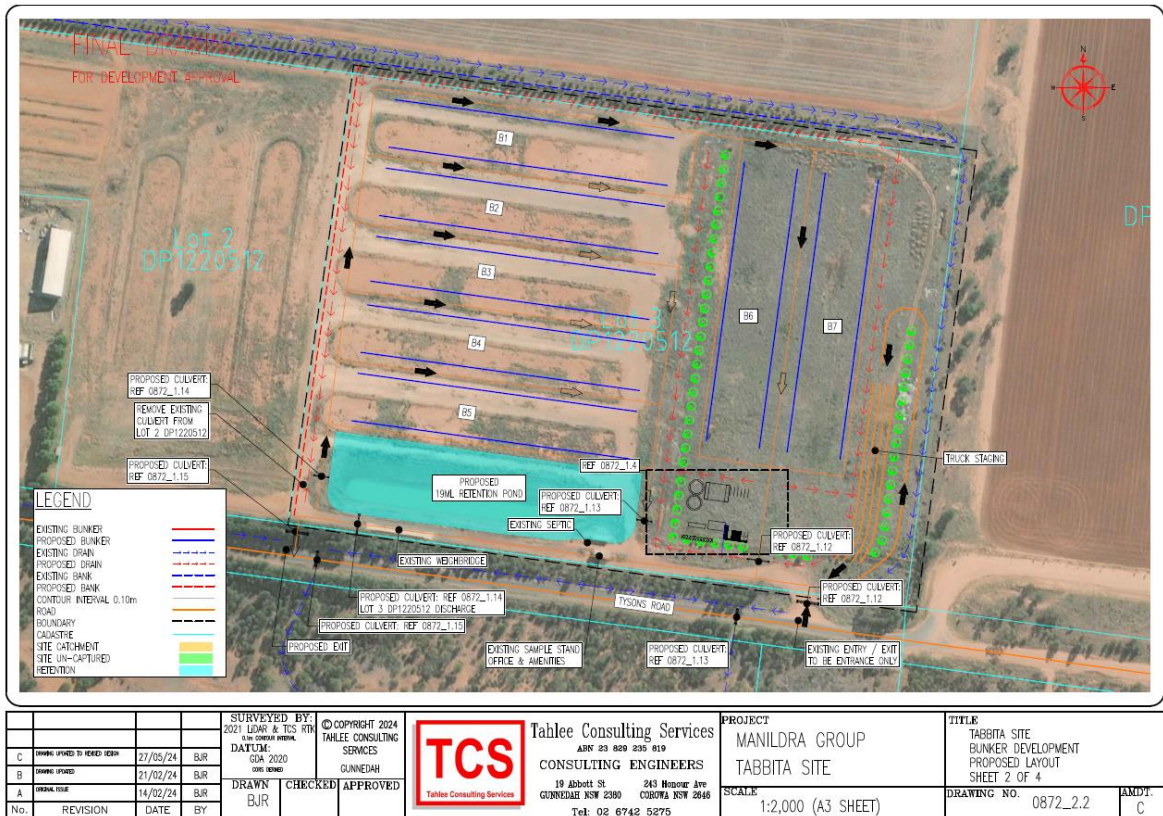 FINAL DRAWING
FOR DEVELOPMENT APPROVAL
N
W
E
S
B1
B2
B3
B4
B5
B6
B7
Lot 2
DP1220512
Lot 3
DP1220512
DP
PROPOSED CULVERT:
REF 0872_1.14
REMOVE EXISTING
CULVERT FROM
LOT 2 DP1220512
PROPOSED CULVERT:
REF 0872_1.15
PROPOSED
19ML RETENTION POND
REF 0872_1.4
PROPOSED CULVERT:
REF 0872_1.13
EXISTING SEPTIC
TRUCK STAGING
PROPOSED CULVERT:
REF 0872_1.12
EXISTING WEIGHBRIDGE
PROPOSED CULVERT: REF 0872_1.14
LOT 3 DP1220512 DISCHARGE
PROPOSED CULVERT: REF 0872_1.15
PROPOSED EXIT
TYSONS ROAD
EXISTING SAMPLE STAND
OFFICE & AMENITIES
PROPOSED CULVERT:
REF 0872_1.13
PROPOSED CULVERT:
REF 0872_1.12
EXISTING ENTRY / EXIT
TO BE ENTRANCE ONLY
LEGEND
EXISTING BUNKER
PROPOSED BUNKER
EXISTING DRAIN
PROPOSED DRAIN
EXISTING BANK
PROPOSED BANK
CONTOUR INTERVAL 0.10m
ROAD
BOUNDARY
CADASTRE
SITE CATCHMENT
SITE UN-CAPTURED
RETENTION
C DRAWING UPDATED TO REVISED DESIGN 27/05/24 BJR
B DRAWING UPDATED 21/02/24 BJR
A ORIGINAL ISSUE 14/02/24 BJR
No. REVISION DATE BY
SURVEYED BY:
2021 LIDAR & TCS RTK
0.1m CONTOUR INTERVAL
DATUM:
GDA 2020
CORS DERIVED
DRAWN
BJR
CHECKED
APPROVED
© COPYRIGHT 2024
TAHLEE CONSULTING
SERVICES
GUNNEDAH
TCS
Tahlee Consulting Services
Tahlee Consulting Services
ABN 23 829 235 819
CONSULTING ENGINEERS
19 Abbott St 243 Honour Ave
GUNNEDAH NSW 2380 COROWA NSW 2646
Tel: 02 6742 5275
PROJECT
MANILDRA GROUP
TABBITA SITE
SCALE
1:2,000 (A3 SHEET)
TITLE
TABBITA SITE
BUNKER DEVELOPMENT
PROPOSED LAYOUT
SHEET 2 OF 4
DRAWING NO. 0872_2.2
AMDT.
C